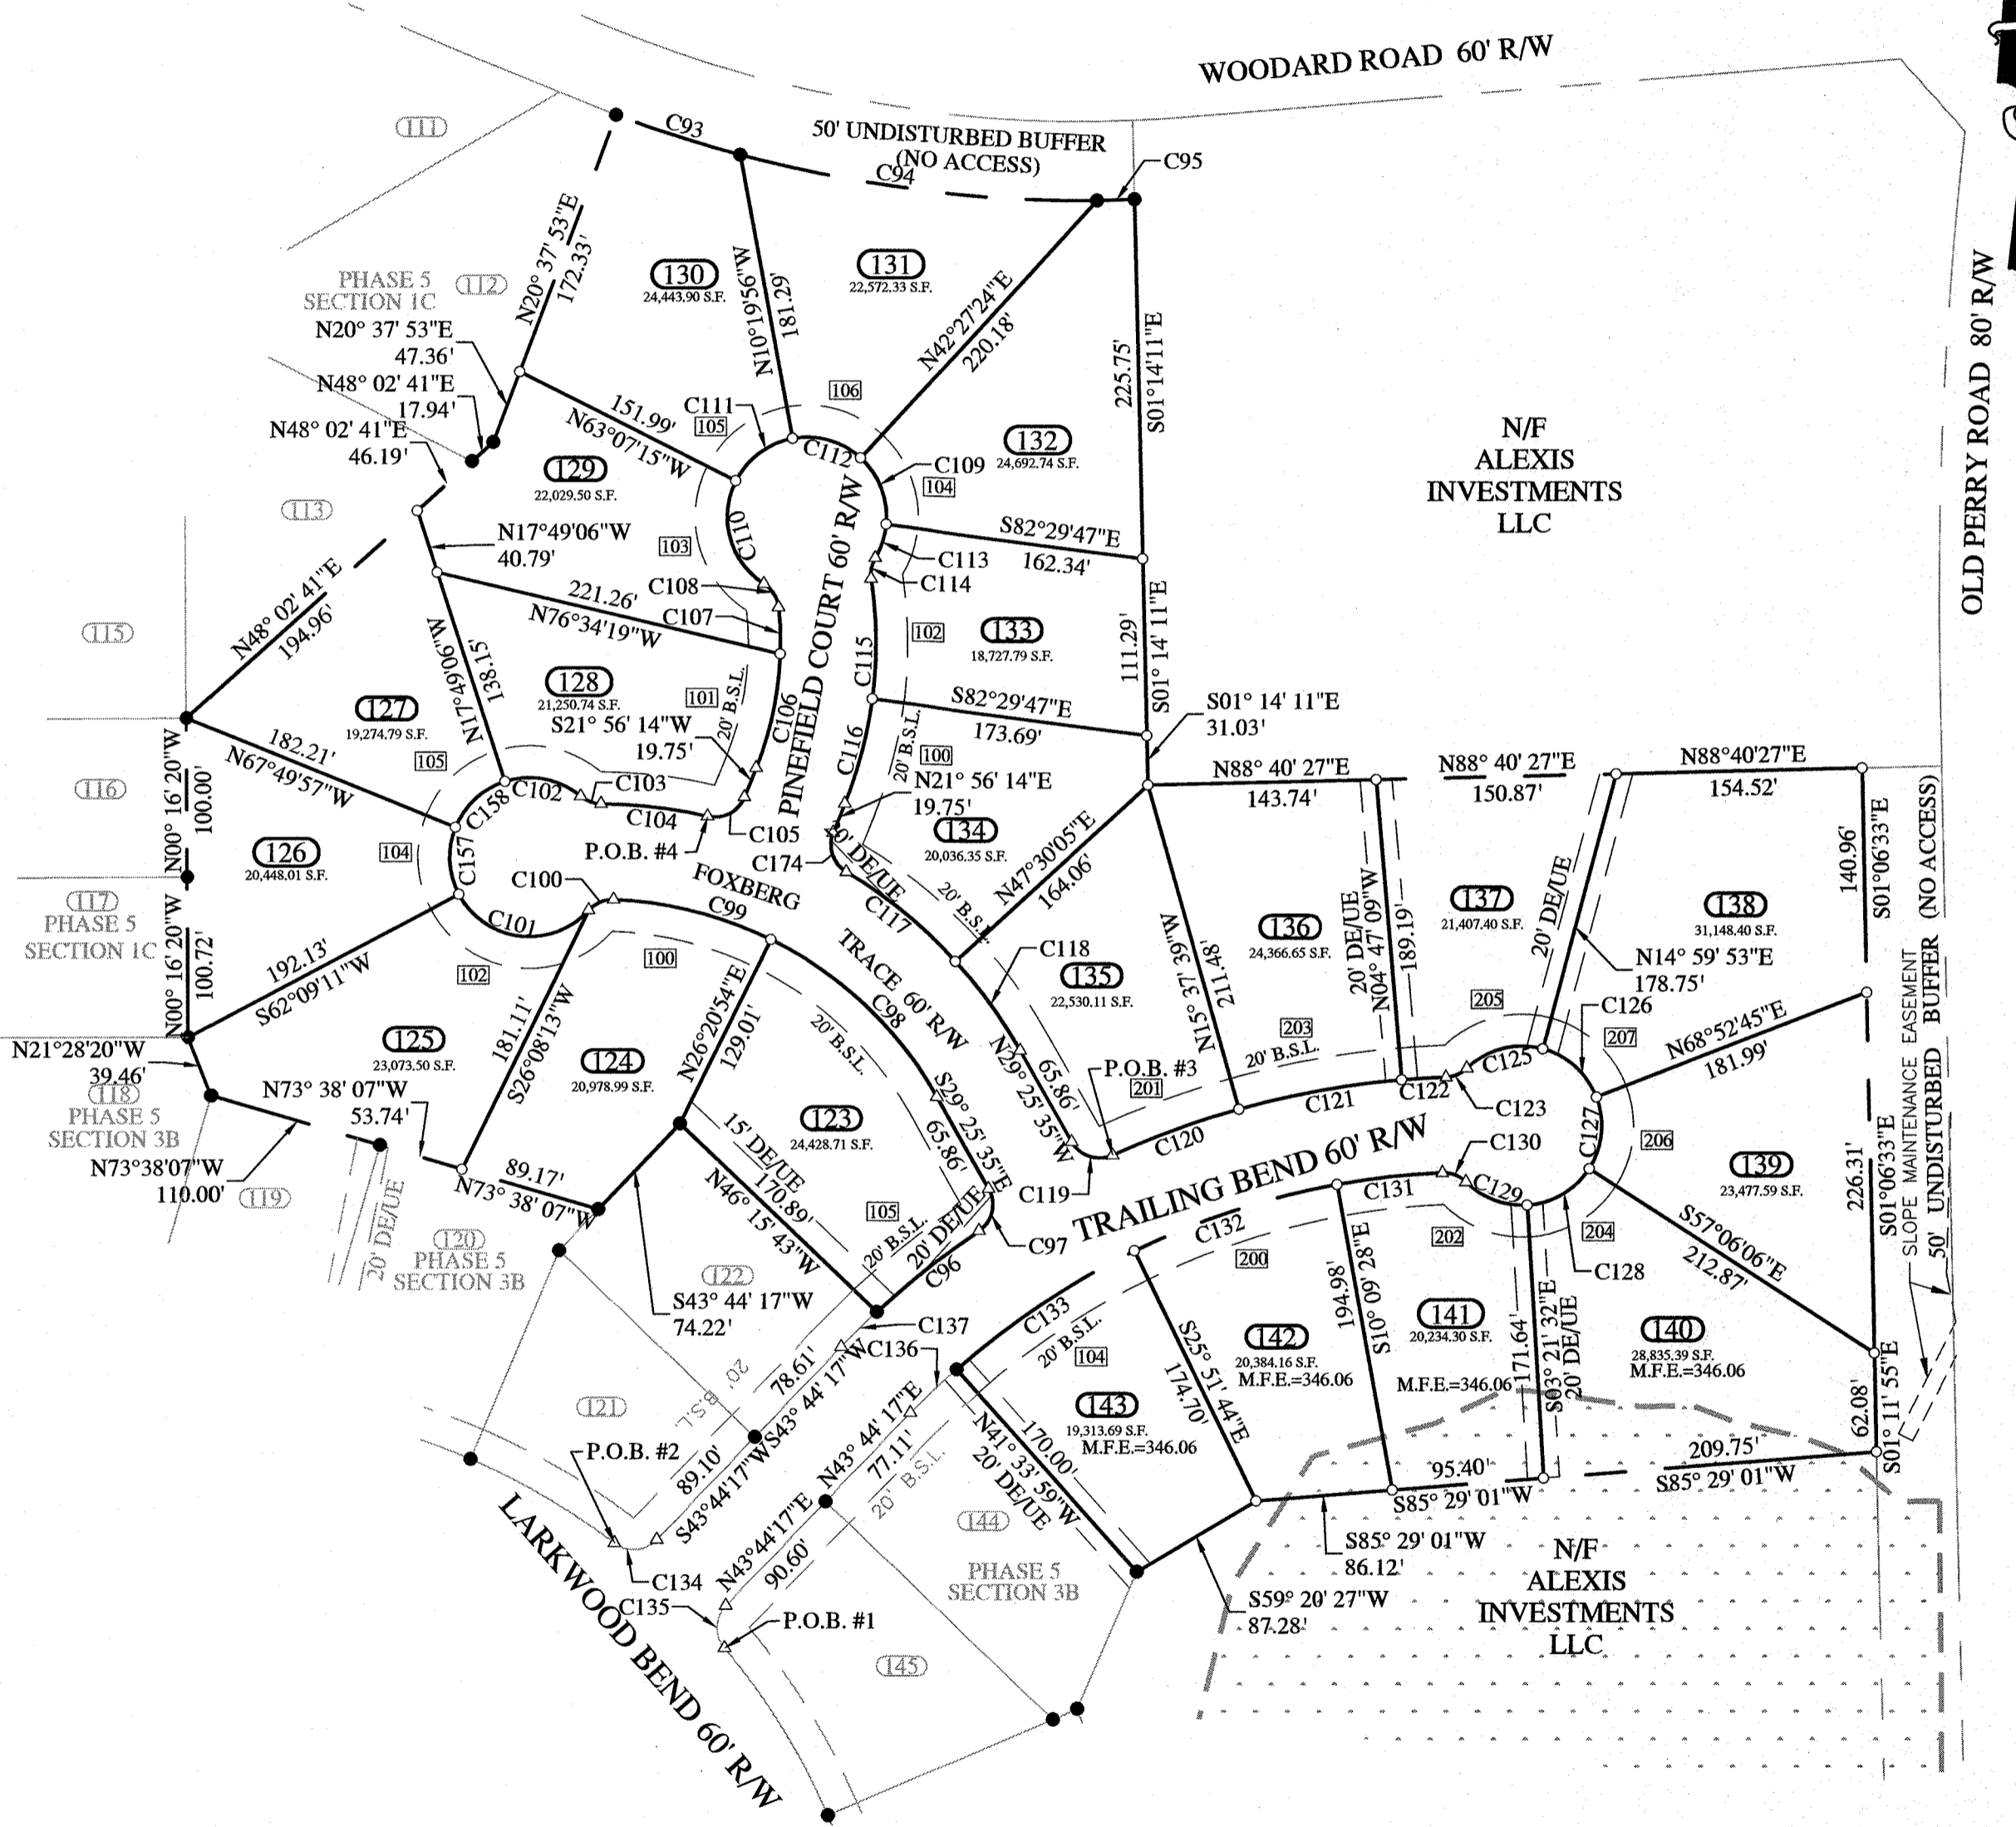 WOODARD ROAD 60' R/W
C93
50' UNDISTURBED BUFFER
(NO ACCESS)
C94
C95
111
N20° 37' 53"E
172.33'
PHASE 5
SECTION 1C
112
130
24,443.90 S.F.
N10°19'56"W
181.29'
131
22,572.33 S.F.
N42°27'24"E
220.18'
225.75'
S01°14'11"E
OLD PERRY ROAD 80' R/W
N20° 37' 53"E
47.36'
N48° 02' 41"E
17.94'
N48° 02' 41"E
46.19'
151.99'
N63°07'15"W
C111
105
106
C112
132
24,692.74 S.F.
C109
104
N/F
ALEXIS
INVESTMENTS
LLC
129
22,029.50 S.F.
113
N17°49'06"W
40.79'
103
C110
S82°29'47"E
162.34'
C113
C114
C108
C107
221.26'
N76°34'19"W
N48° 02' 41"E
194.96'
115
N17°49'06"W
138.15'
128
21,250.74 S.F.
101
20' B.S.L.
C106
PINEFIELD COURT 60' R/W
C115
102
133
18,727.79 S.F.
111.29'
S01° 14' 11"E
S21° 56' 14"W
19.75'
127
19,274.79 S.F.
S82°29'47"E
173.69'
S01° 14' 11"E
31.03'
C116
20' B.S.L.
100
182.21'
N67°49'57"W
105
N00° 16' 20"W
100.00'
116
C158
C102
C103
C104
C105
P.O.B. #4
N21° 56' 14"E
19.75'
N88° 40' 27"E
143.74'
N88° 40' 27"E
150.87'
N88°40'27"E
154.52'
126
20,448.01 S.F.
104
C157
C100
C101
C99
FOXBERG
TRACE 60' R/W
C174
20' DE/UE
134
20,036.35 S.F.
20' B.S.L.
N47°30'05"E
164.06'
C117
C118
140.96'
S01°06'33"E
117
PHASE 5
SECTION 1C
N00° 16' 20"W
100.72'
192.13'
S62°09'11"W
102
100
135
22,530.11 S.F.
N15° 37' 39"W
211.48'
136
24,366.65 S.F.
20' DE/UE
N04° 47' 09"W
189.19'
137
21,407.40 S.F.
20' DE/UE
138
31,148.40 S.F.
N14° 59' 53"E
178.75'
C126
N21°28'20"W
39.46'
118
PHASE 5
SECTION 3B
N73° 38' 07"W
53.74'
N73°38'07"W
110.00'
119
125
23,073.50 S.F.
181.11'
S26°08'13"W
124
20,978.99 S.F.
N26°20'54"E
129.01'
C98
20' B.S.L.
N29° 25' 35"W
65.86'
P.O.B. #3
201
203
20' B.S.L.
205
207
N68°52'45"E
181.99'
C120
C121
C122
C123
C125
C127
206
C130
C129
C119
20' DE/UE
120
PHASE 5
SECTION 3B
89.17'
N73° 38' 07"W
123
24,428.71 S.F.
S29° 25' 35"E
65.86'
15' DE/UE
170.89'
N46° 15' 43"W
105
20' B.S.L.
20' DE/UE
C96
C97
TRAILING BEND 60' R/W
C131
C132
200
202
204
C128
139
23,477.59 S.F.
S57°06'06"E
212.87'
226.31'
S01°06'33"E
SLOPE MAINTENANCE EASEMENT
50' UNDISTURBED BUFFER (NO ACCESS)
122
S43° 44' 17"W
74.22'
C137
C136
C133
20' B.S.L.
104
S25° 51' 44"E
174.70'
142
20,384.16 S.F.
M.F.E.=346.06
194.98'
S10° 09' 28"E
141
20,234.30 S.F.
M.F.E.=346.06
171.64'
S03° 21' 32"E
20' DE/UE
140
28,835.39 S.F.
M.F.E.=346.06
62.08'
S01° 11' 55"E
121
20' B.S.L.
78.61'
S43° 44' 17"W
89.10'
S43°44'17"W
P.O.B. #2
N43° 44' 17"E
77.11'
20' B.S.L.
N41° 33' 59"W
170.00'
20' DE/UE
143
19,313.69 S.F.
M.F.E.=346.06
95.40'
S85° 29' 01"W
209.75'
S85° 29' 01"W
S85° 29' 01"W
86.12'
S59° 20' 27"W
87.28'
LARKWOOD BEND 60' R/W
C134
C135
N43°44'17"E
90.60'
P.O.B. #1
144
PHASE 5
SECTION 3B
145
N/F
ALEXIS
INVESTMENTS
LLC